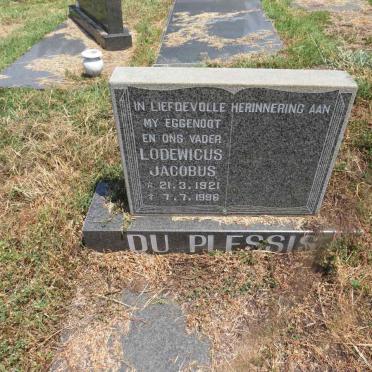 IN LIEFDEVOLLE HERINNERING AAN
MY EGGENOOT
EN ONS VADER
LODEWICUS
JACOBUS
☆ 21.3.1921
✝ 7.7.1996
DU PLESSIS